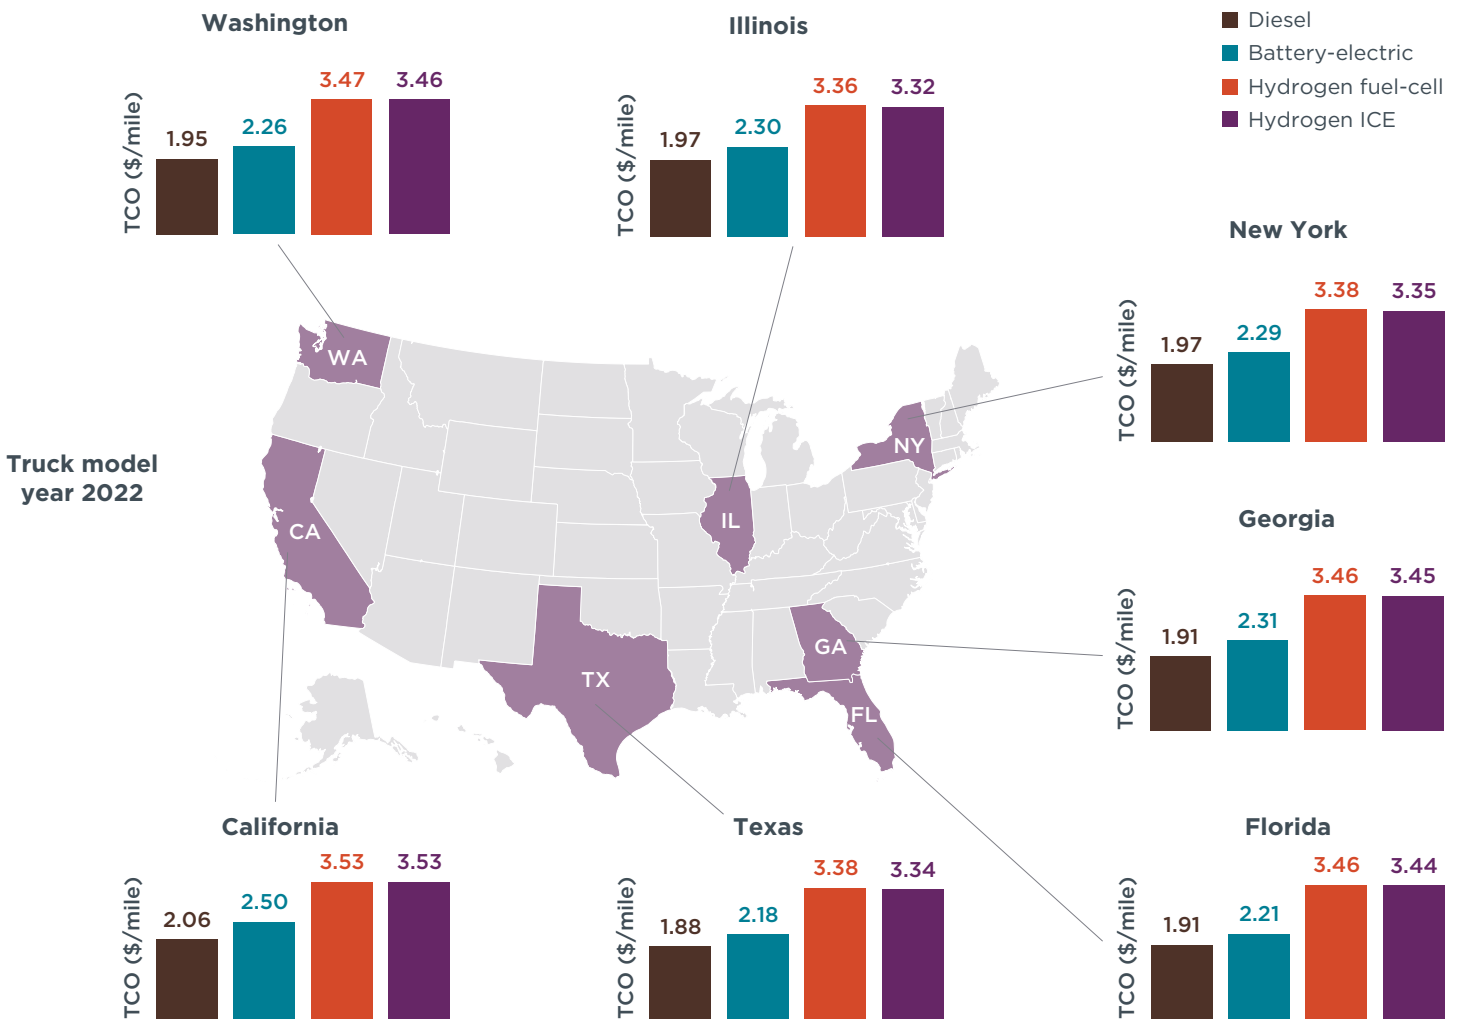 Washington
TCO ($/mile)
1.95
2.26
3.47
3.46
Illinois
TCO ($/mile)
1.97
2.30
3.36
3.32
Diesel
Battery-electric
Hydrogen fuel-cell
Hydrogen ICE
New York
TCO ($/mile)
1.97
2.29
3.38
3.35
Truck model
year 2022
WA
CA
TX
IL
NY
GA
FL
Georgia
TCO ($/mile)
1.91
2.31
3.46
3.45
California
TCO ($/mile)
2.06
2.50
3.53
3.53
Texas
TCO ($/mile)
1.88
2.18
3.38
3.34
Florida
TCO ($/mile)
1.91
2.21
3.46
3.44